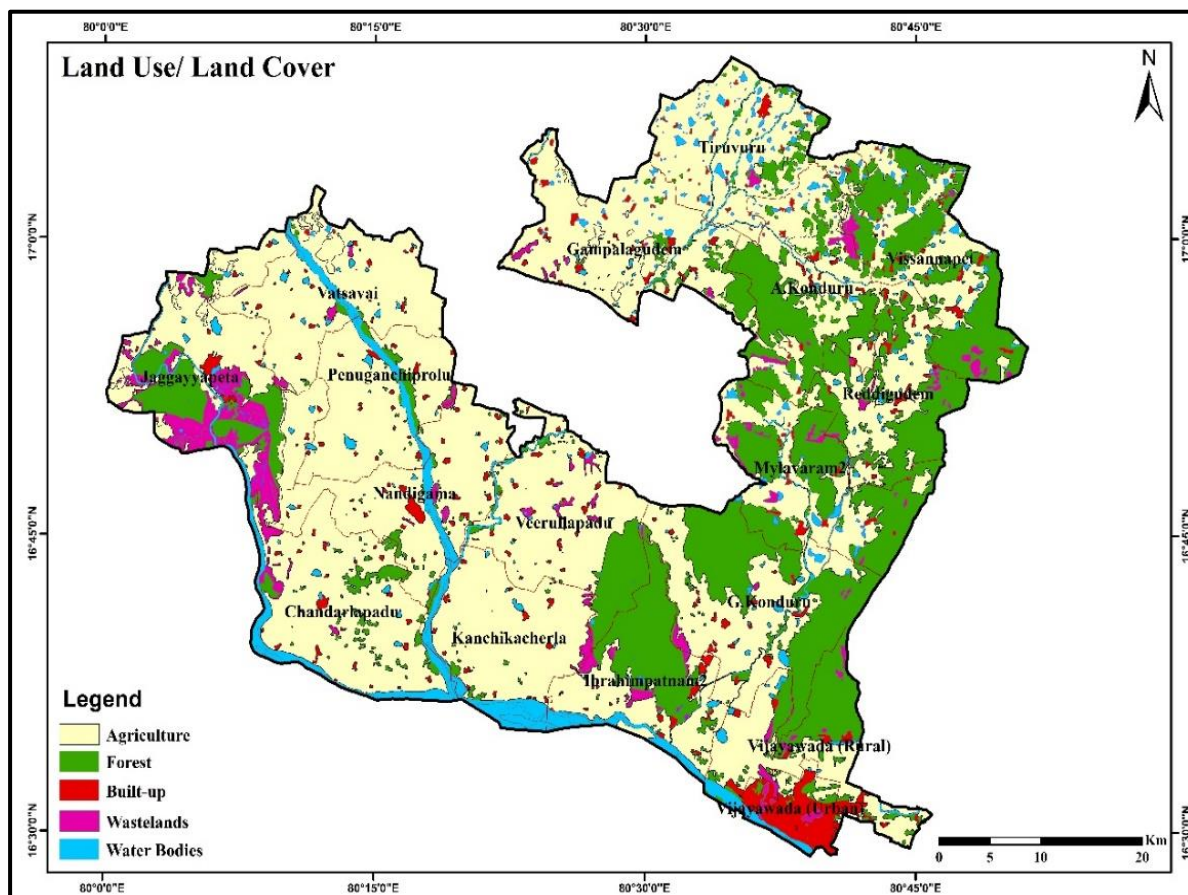 80°0'0"E 80°15'0"E 80°30'0"E 80°45'0"E
Land Use/ Land Cover
N
Tiruvuru
17°0'0"N Gampalagudem Vissannapet 17°0'0"N
A.Konduru
Vatsavai
Jaggayyapeta Penuganchiprolu
Reddigudem
Mylavaram2
Nandigama
Veerullapadu
16°45'0"N 16°45'0"N
Chandarlapadu G.Konduru
Kanchikacherla
Ibrahimpatnam2
Legend
Agriculture
Forest
Built-up
Wastelands
Water Bodies
Vijayawada (Rural)
Vijayawada (Urban)
16°30'0"N 16°30'0"N
Km
0 5 10 20
80°0'0"E 80°15'0"E 80°30'0"E 80°45'0"E